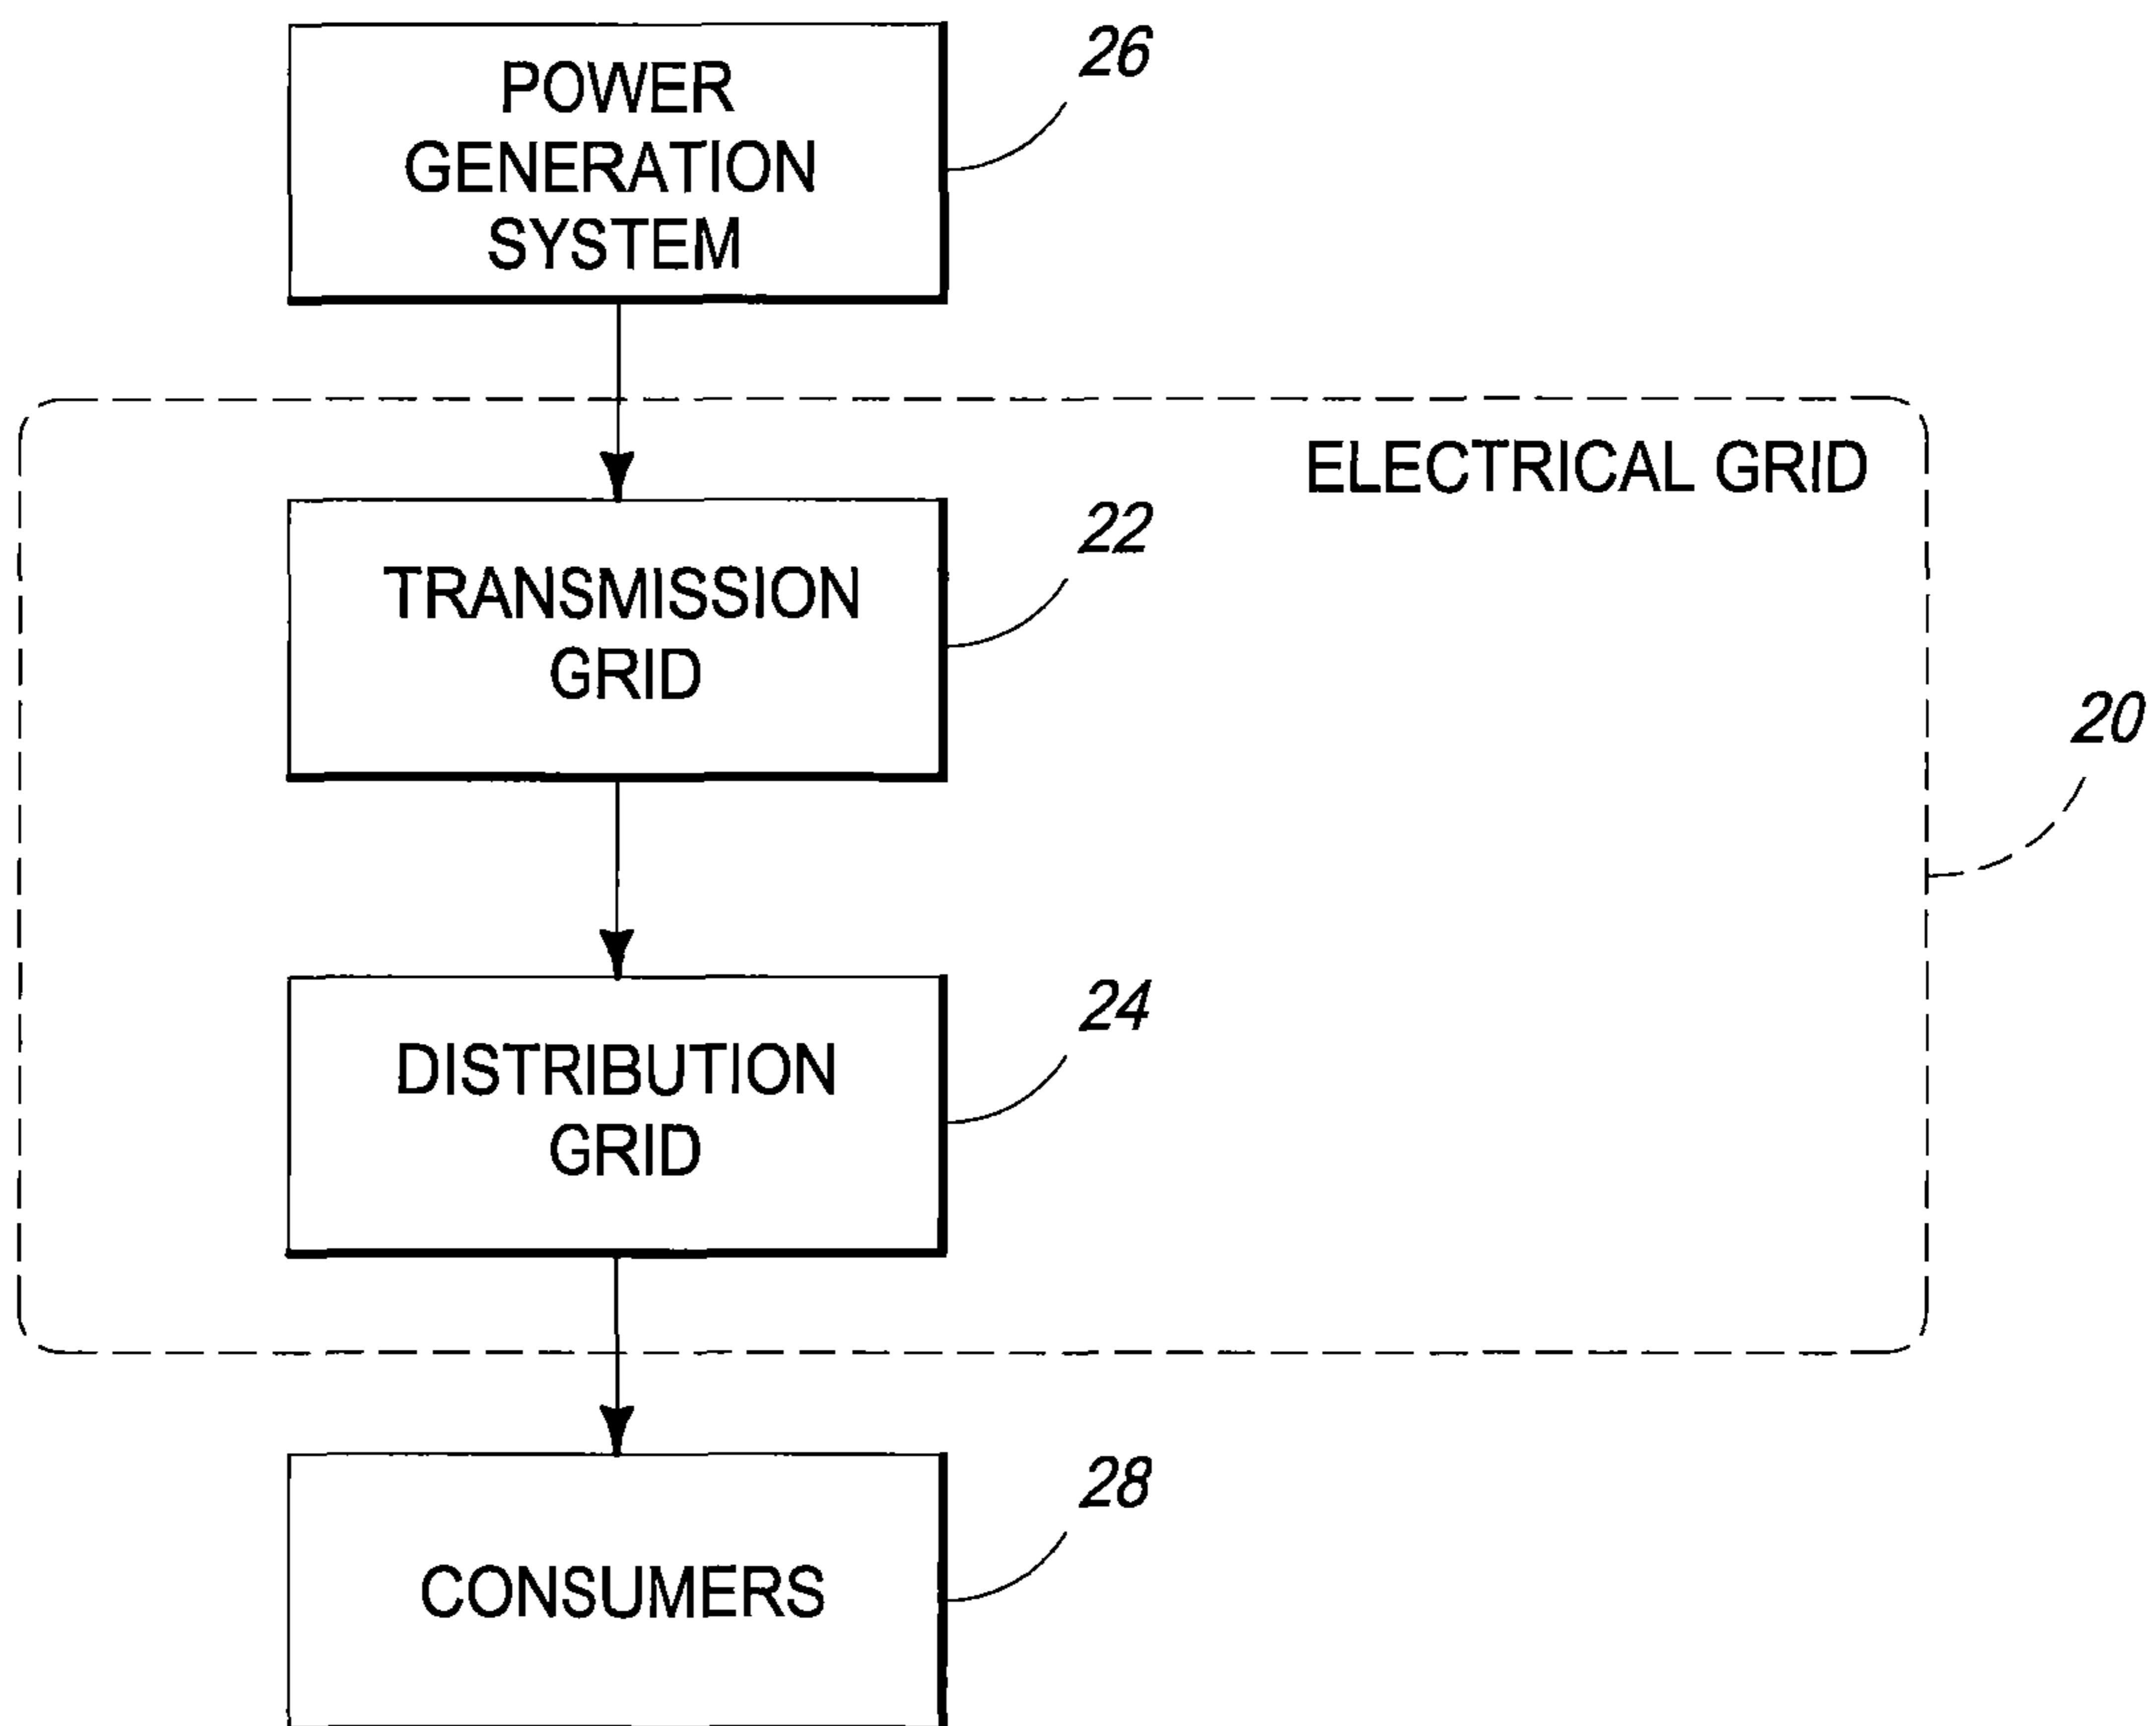 POWER
GENERATION
SYSTEM
26
ELECTRICAL GRID
TRANSMISSION
GRID
22
20
DISTRIBUTION
GRID
24
CONSUMERS
28